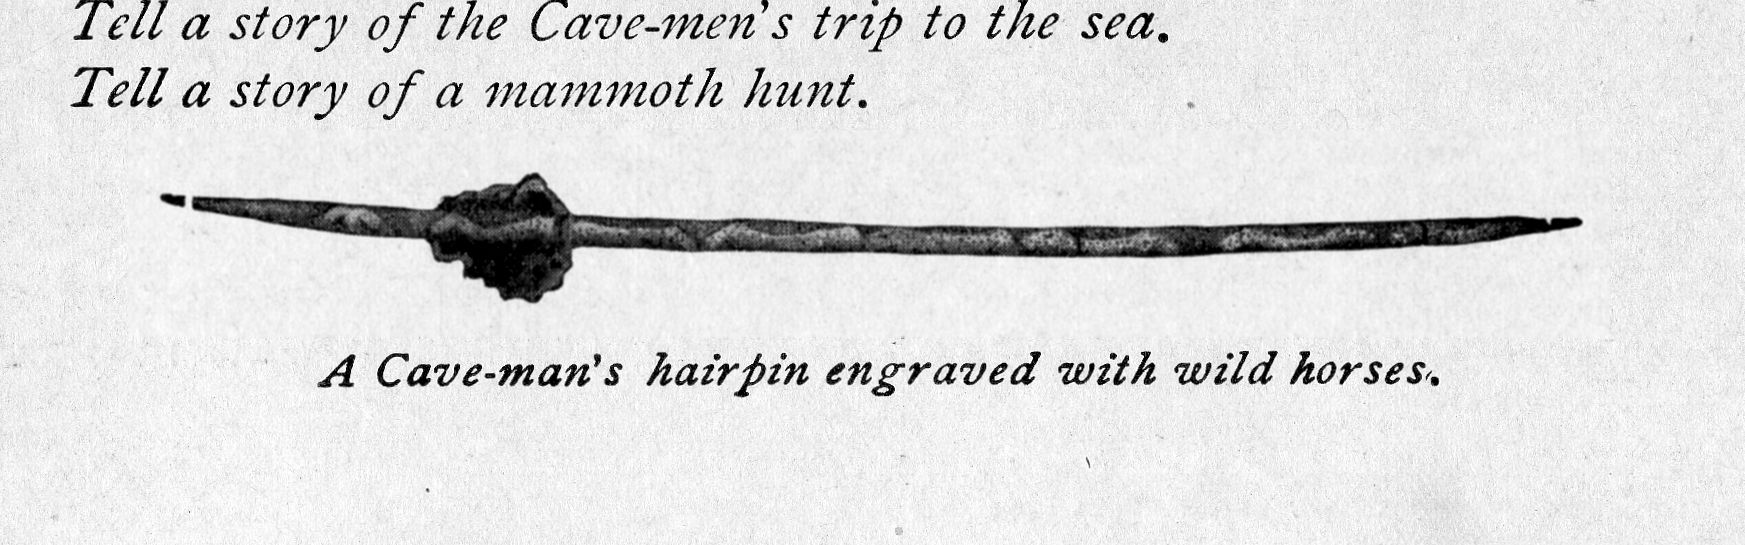 Tell a story of the Cave-men's trip to the sea.
Tell a story of a mammoth hunt.
A Cave-man's hairpin engraved with wild horses.